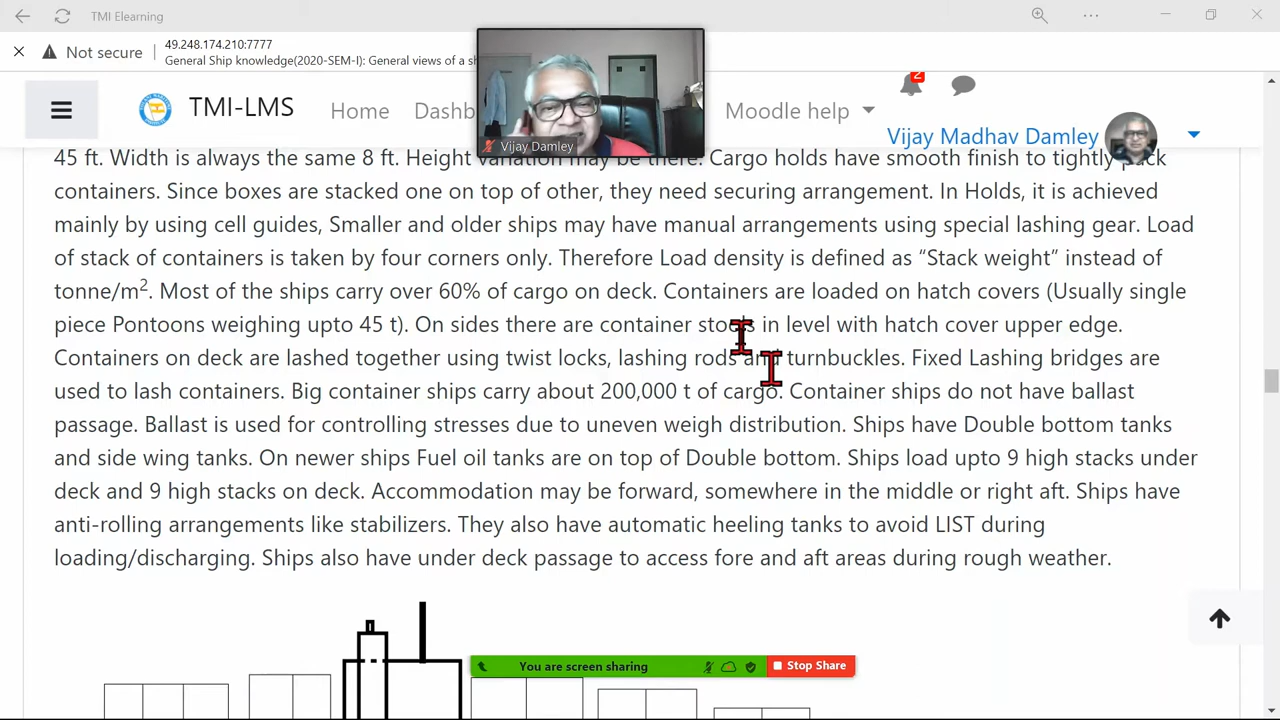 TMI Elearning
Not secure
49.248.174.210:7777
General Ship knowledge(2020-SEM-I): General views of a sh
TMI-LMS
Home
Dashb
Moodle help
2
Vijay Madhav Damley
Vijay Damley
45 ft. Width is always the same 8 ft. Height Variation may be there. Cargo holds have smooth finish to tightly pack
containers. Since boxes are stacked one on top of other, they need securing arrangement. In Holds, it is achieved
mainly by using cell guides, Smaller and older ships may have manual arrangements using special lashing gear. Load
of stack of containers is taken by four corners only. Therefore Load density is defined as “Stack weight” instead of
tonne/m². Most of the ships carry over 60% of cargo on deck. Containers are loaded on hatch covers (Usually single
piece Pontoons weighing upto 45 t). On sides there are container in level with hatch cover upper edge.
Containers on deck are lashed together using twist locks, lashing rods and turnbuckles. Fixed Lashing bridges are
used to lash containers. Big container ships carry about 200,000 t of cargo. Container ships do not have ballast
passage. Ballast is used for controlling stresses due to uneven weigh distribution. Ships have Double bottom tanks
and side wing tanks. On newer ships Fuel oil tanks are on top of Double bottom. Ships load upto 9 high stacks under
deck and 9 high stacks on deck. Accommodation may be forward, somewhere in the middle or right aft. Ships have
anti-rolling arrangements like stabilizers. They also have automatic heeling tanks to avoid LIST during
loading/discharging. Ships also have under deck passage to access fore and aft areas during rough weather.
You are screen sharing
Stop Share